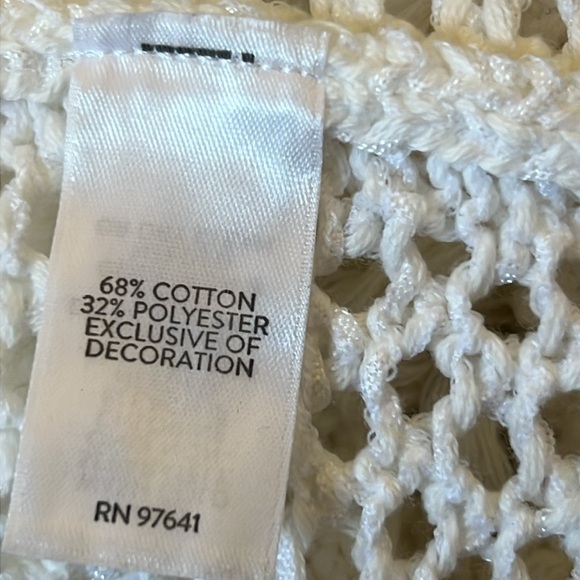 68% COTTON
32% POLYESTER
EXCLUSIVE OF
DECORATION
RN 97641